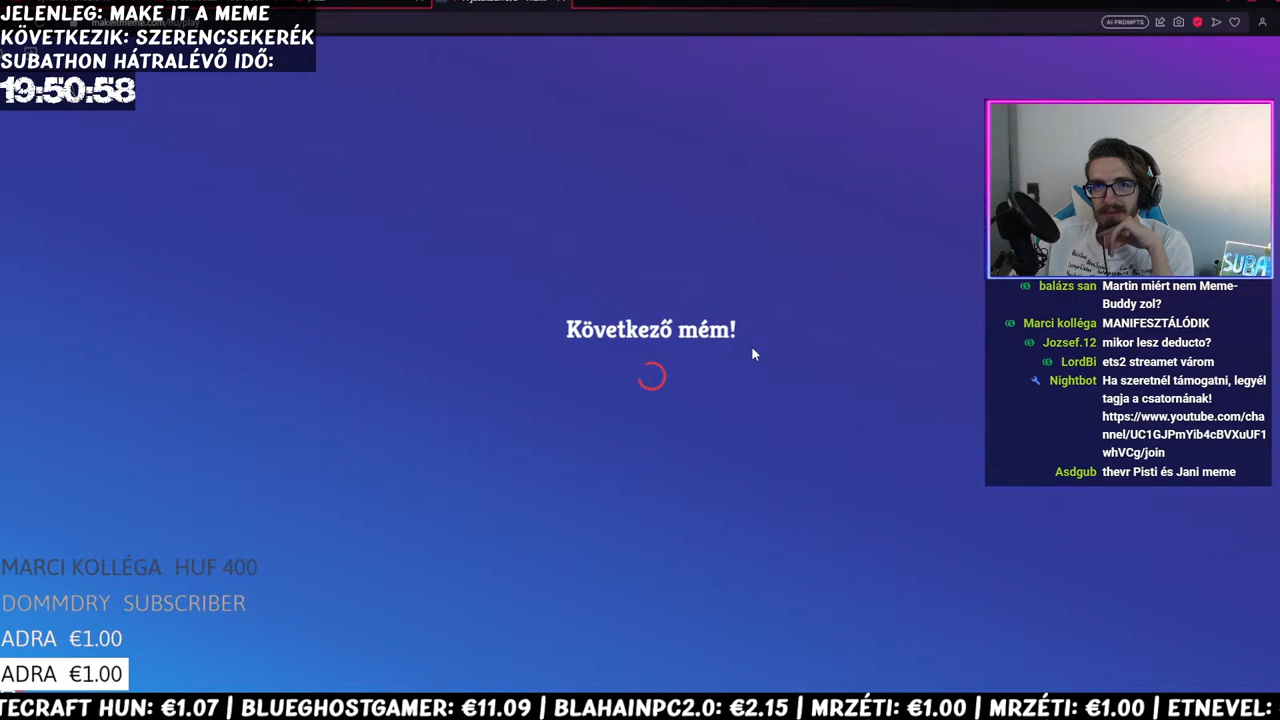 JELENLEG: MAKE IT A MEME
KÖVETKEZIK: SZERENCSEKERÉK
SUBATHON HÁTRALÉVŐ IDŐ:
19:50:58
AI PROMPTS
Következő mém!
SUBA
balázs san Martin miért nem Meme-
Buddy zol?
Marci kolléga MANIFESZTÁLÓDIK
Jozsef.12 mikor lesz deducto?
LordBi ets2 streamet várom
Nightbot Ha szeretnél támogatni, legyél
tagja a csatornának!
https://www.youtube.com/cha
nnel/UC1GJPmYib4cBVXuUF1
whVCg/join
Asdgub thevr Pisti és Jani meme
MARCI KOLLÉGA HUF 400
DOMMDRY SUBSCRIBER
ADRA €1.00
ADRA €1.00
TECRAFT HUN: €1.07 | BLUEGHOSTGAMER: €11.09 | BLAHAINPC2.0: €2.15 | MRZÉTI: €1.00 | MRZÉTI: €1.00 | ETNEVEL: